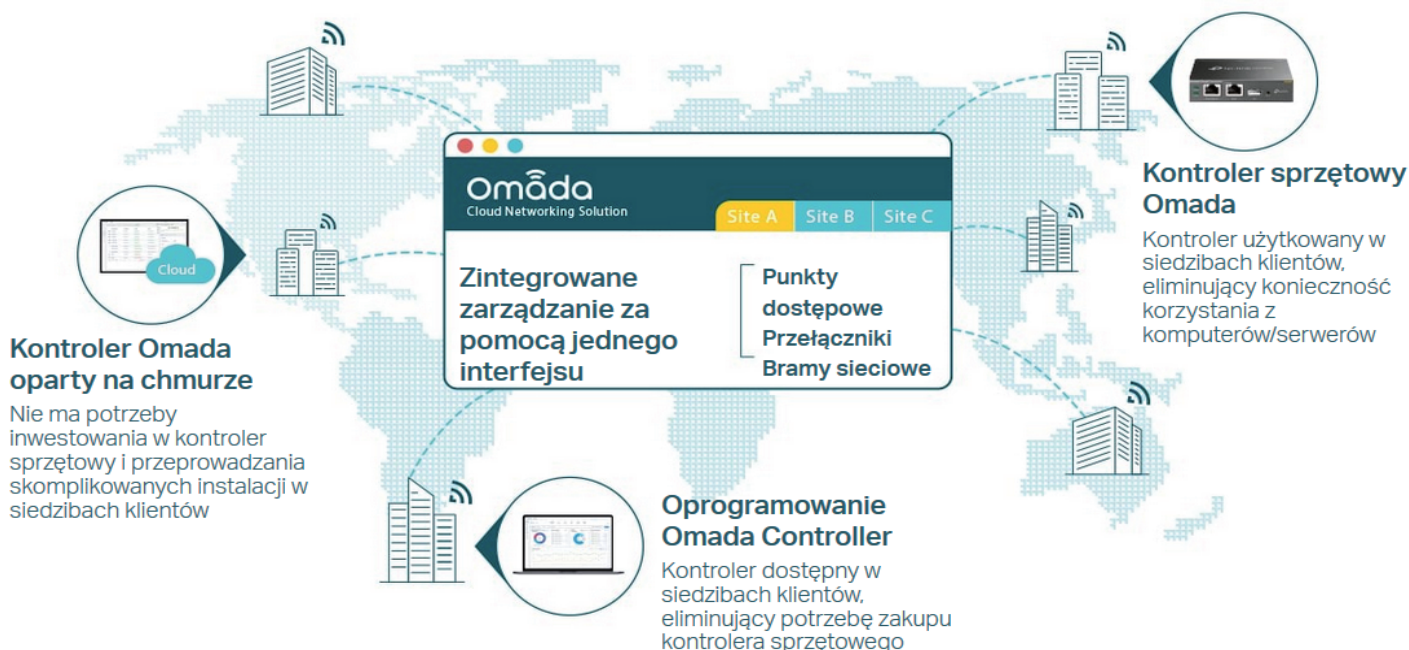 Omada
Cloud Networking Solution
Site A
Site B
Site C
Zintegrowane
zarządzanie za
pomocą jednego
interfejsu
Punkty
dostępowe
Przełączniki
Bramy sieciowe
Cloud
Kontroler Omada
oparty na chmurze
Nie ma potrzeby
inwestowania w kontroler
sprzętowy i przeprowadzania
skomplikowanych instalacji w
siedzibach klientów
Kontroler sprzętowy
Omada
Kontroler użytkowany w
siedzibach klientów,
eliminujący konieczność
korzystania z
komputerów/serwerów
Oprogramowanie
Omada Controller
Kontroler dostępny w
siedzibach klientów,
eliminujący potrzebę zakupu
kontrolera sprzętowego